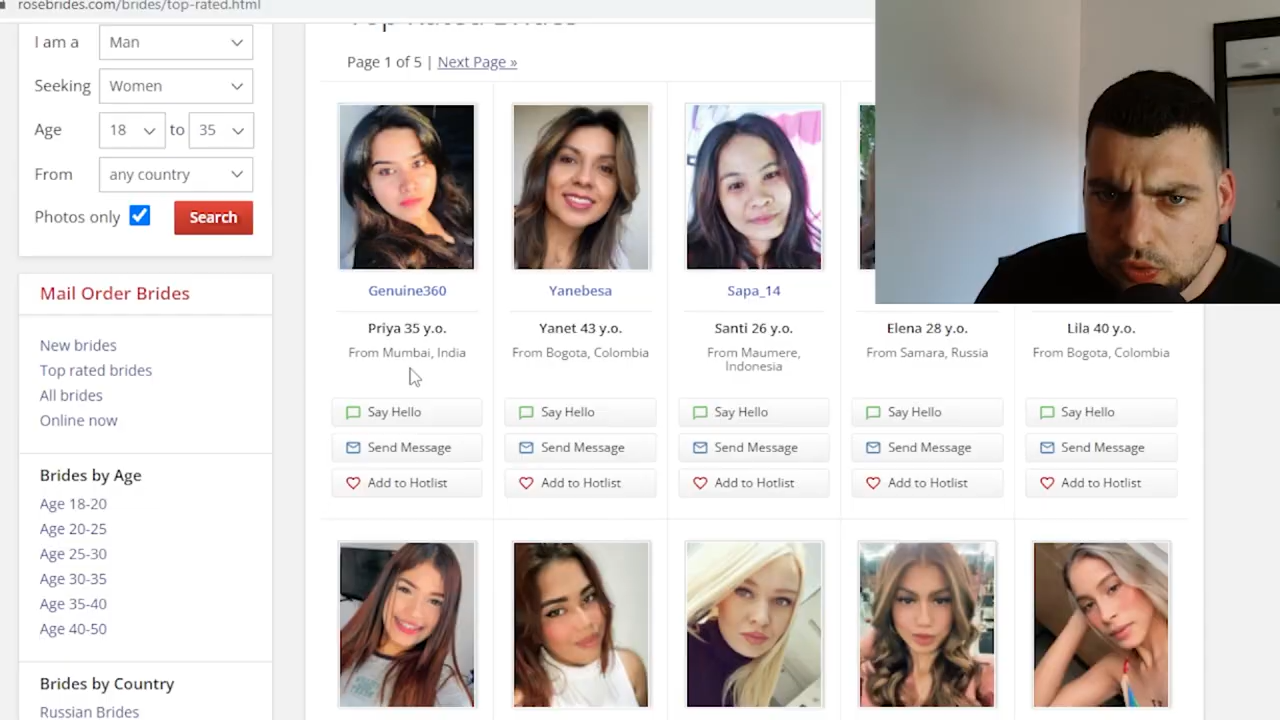 rosebrides.com/brides/top-rated.html
I am a Man
Seeking Women
Age 18 to 35
From any country
Photos only Search
Mail Order Brides
New brides
Top rated brides
All brides
Online now
Brides by Age
Age 18-20
Age 20-25
Age 25-30
Age 30-35
Age 35-40
Age 40-50
Brides by Country
Russian Brides
Page 1 of 5 | Next Page »
Genuine360 Yanebesa Sapa_14
Priya 35 y.o. Yanet 43 y.o. Santi 26 y.o. Elena 28 y.o. Lila 40 y.o.
From Mumbai, India From Bogota, Colombia From Maumere, From Samara, Russia From Bogota, Colombia
Indonesia
Say Hello Say Hello Say Hello Say Hello Say Hello
Send Message Send Message Send Message Send Message Send Message
Add to Hotlist Add to Hotlist Add to Hotlist Add to Hotlist Add to Hotlist